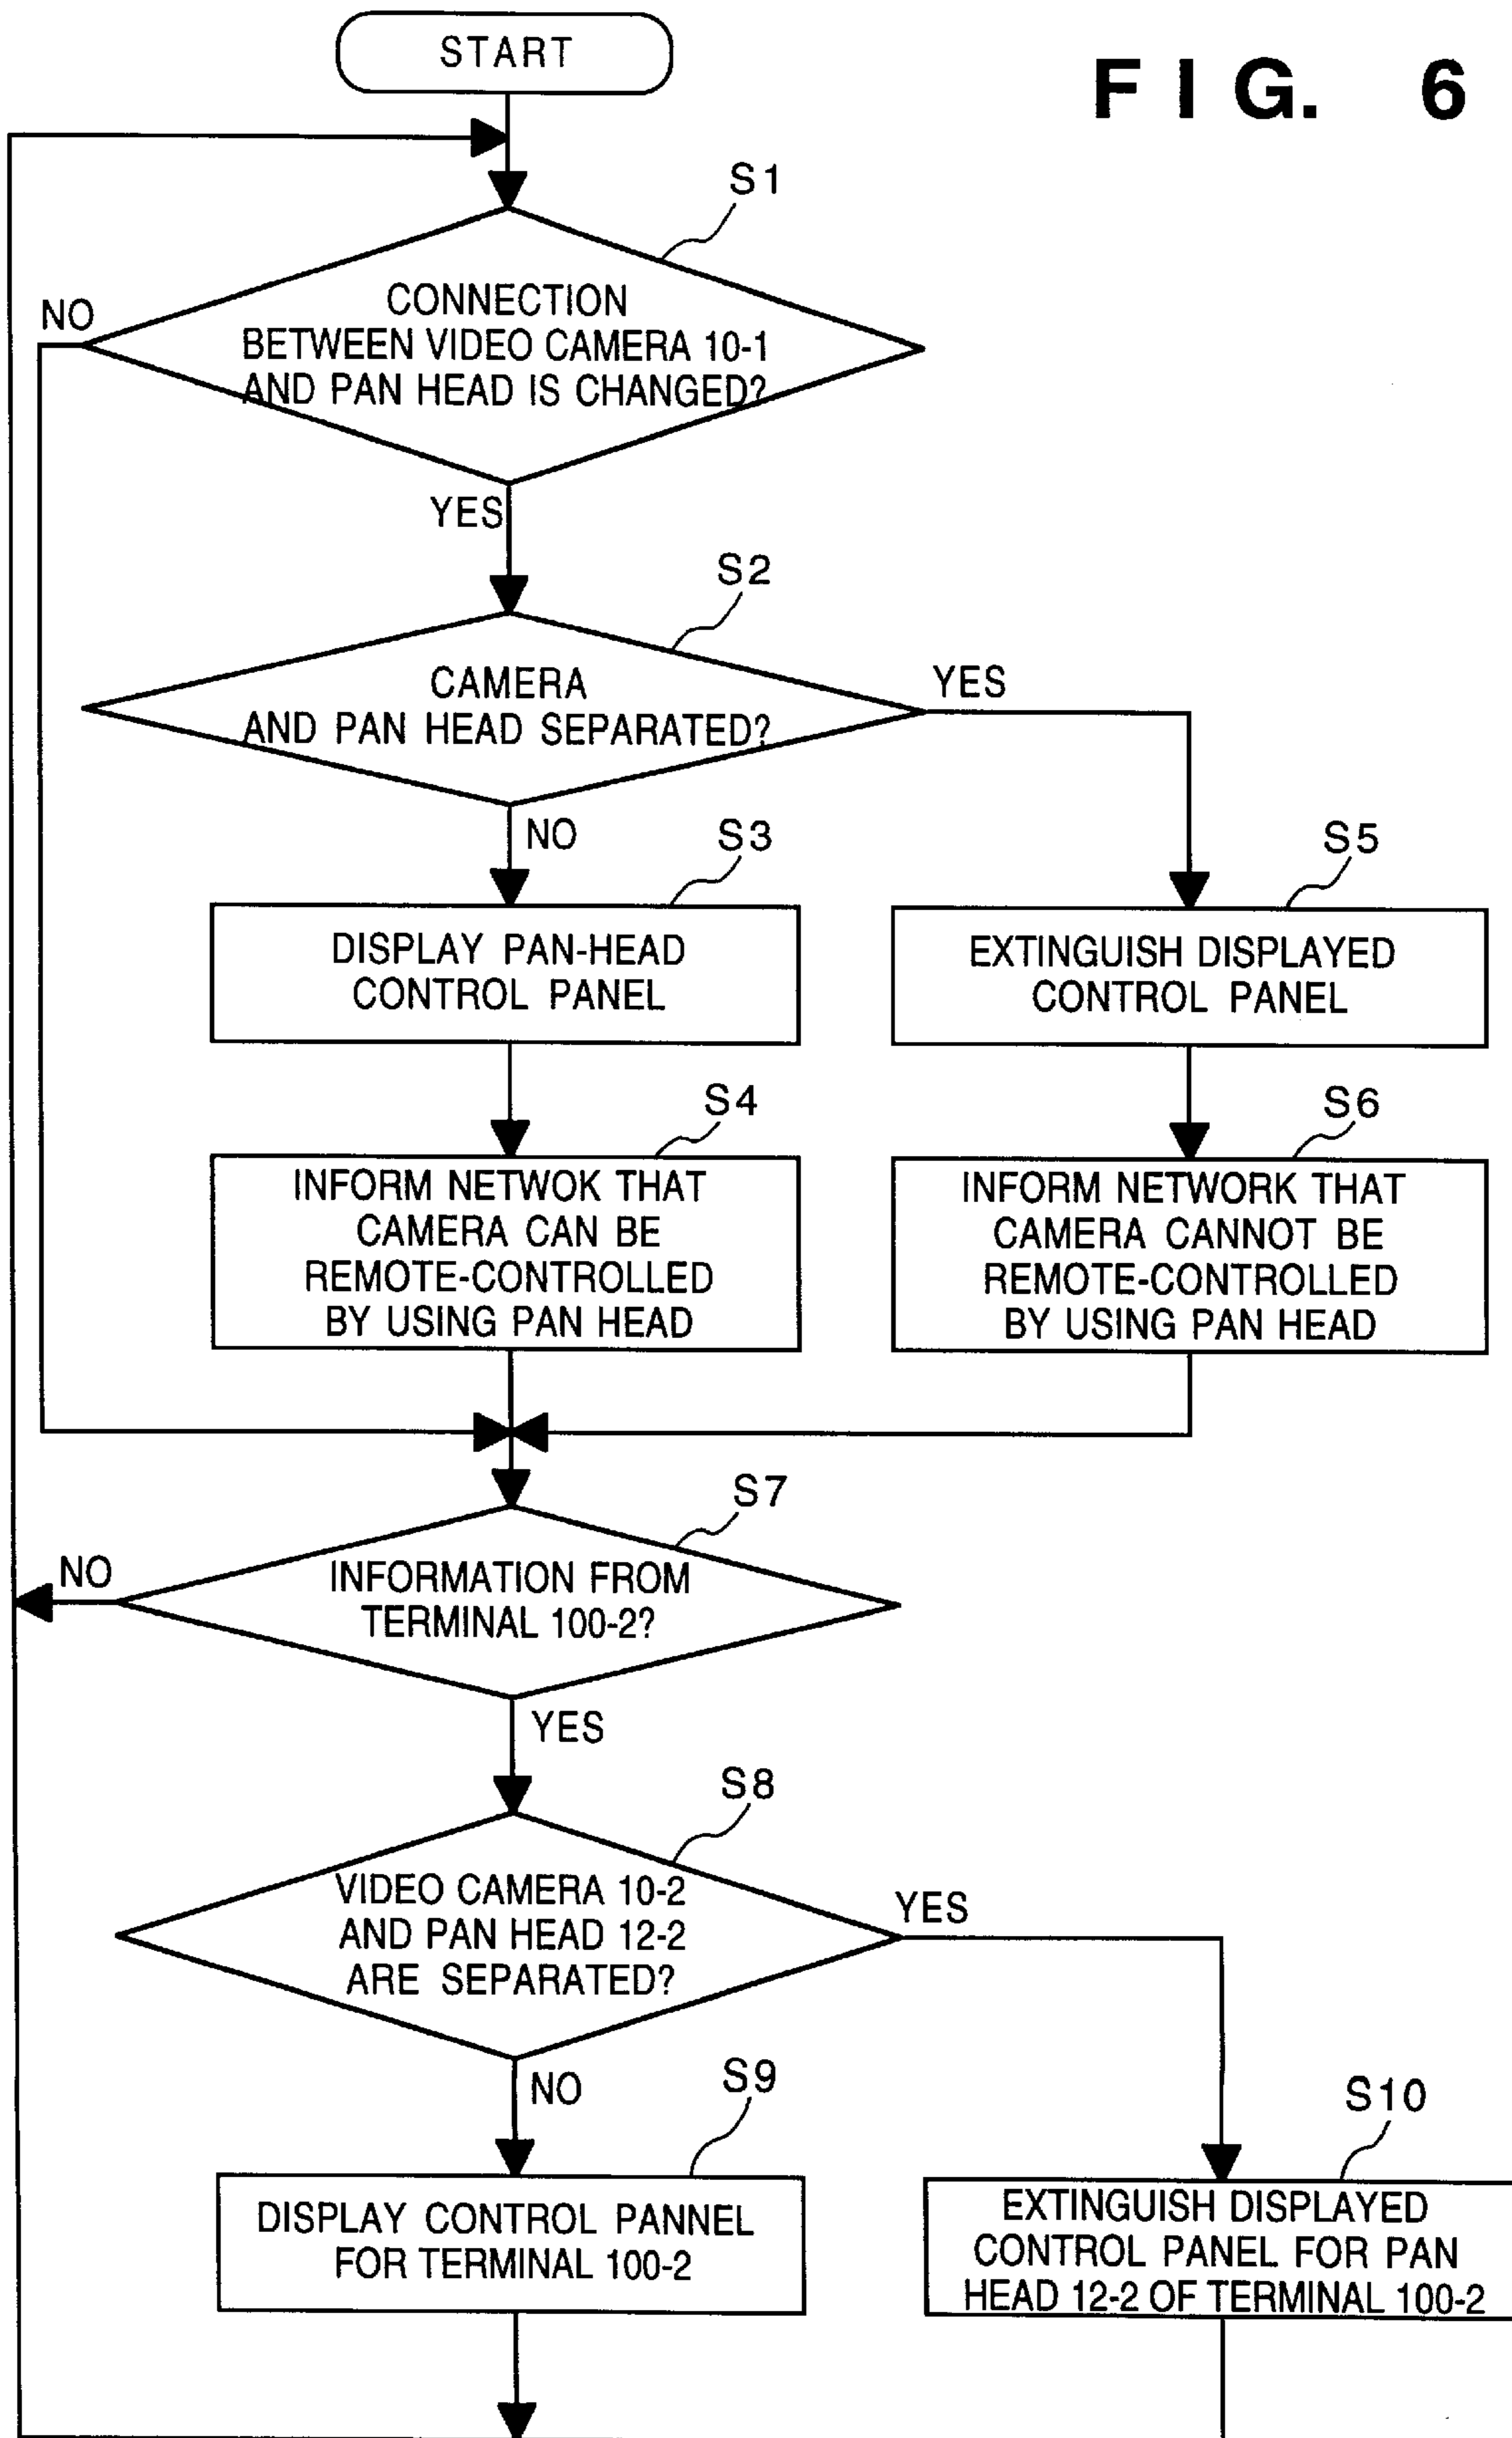 START
FIG. 6
S1
NO
CONNECTION
BETWEEN VIDEO CAMERA 10-1
AND PAN HEAD IS CHANGED?
YES
S2
CAMERA
AND PAN HEAD SEPARATED?
YES
NO
S3
S5
DISPLAY PAN-HEAD
CONTROL PANEL
EXTINGUISH DISPLAYED
CONTROL PANEL
S4
S6
INFORM NETWOK THAT
CAMERA CAN BE
REMOTE-CONTROLLED
BY USING PAN HEAD
INFORM NETWORK THAT
CAMERA CANNOT BE
REMOTE-CONTROLLED
BY USING PAN HEAD
S7
NO
INFORMATION FROM
TERMINAL 100-2?
YES
S8
VIDEO CAMERA 10-2
AND PAN HEAD 12-2
ARE SEPARATED?
YES
NO
S9
S10
DISPLAY CONTROL PANNEL
FOR TERMINAL 100-2
EXTINGUISH DISPLAYED
CONTROL PANEL FOR PAN
HEAD 12-2 OF TERMINAL 100-2